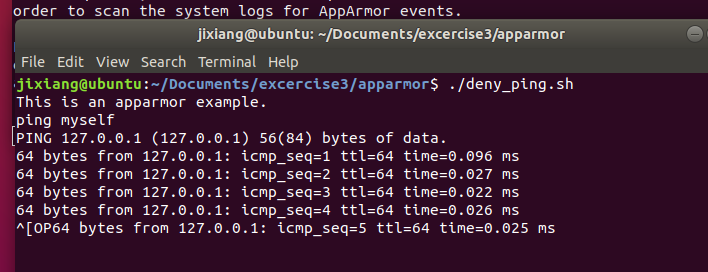 order to scan the system logs for AppArmor events.
jixiang@ubuntu: ~/Documents/excercise3/apparmor
File Edit View Search Terminal Help
jixiang@ubuntu:~/Documents/excercise3/apparmor$ ./deny_ping.sh
This is an apparmor example.
ping myself
PING 127.0.0.1 (127.0.0.1) 56(84) bytes of data.
64 bytes from 127.0.0.1: icmp_seq=1 ttl=64 time=0.096 ms
64 bytes from 127.0.0.1: icmp_seq=2 ttl=64 time=0.027 ms
64 bytes from 127.0.0.1: icmp_seq=3 ttl=64 time=0.022 ms
64 bytes from 127.0.0.1: icmp_seq=4 ttl=64 time=0.026 ms
^[OP64 bytes from 127.0.0.1: icmp_seq=5 ttl=64 time=0.025 ms